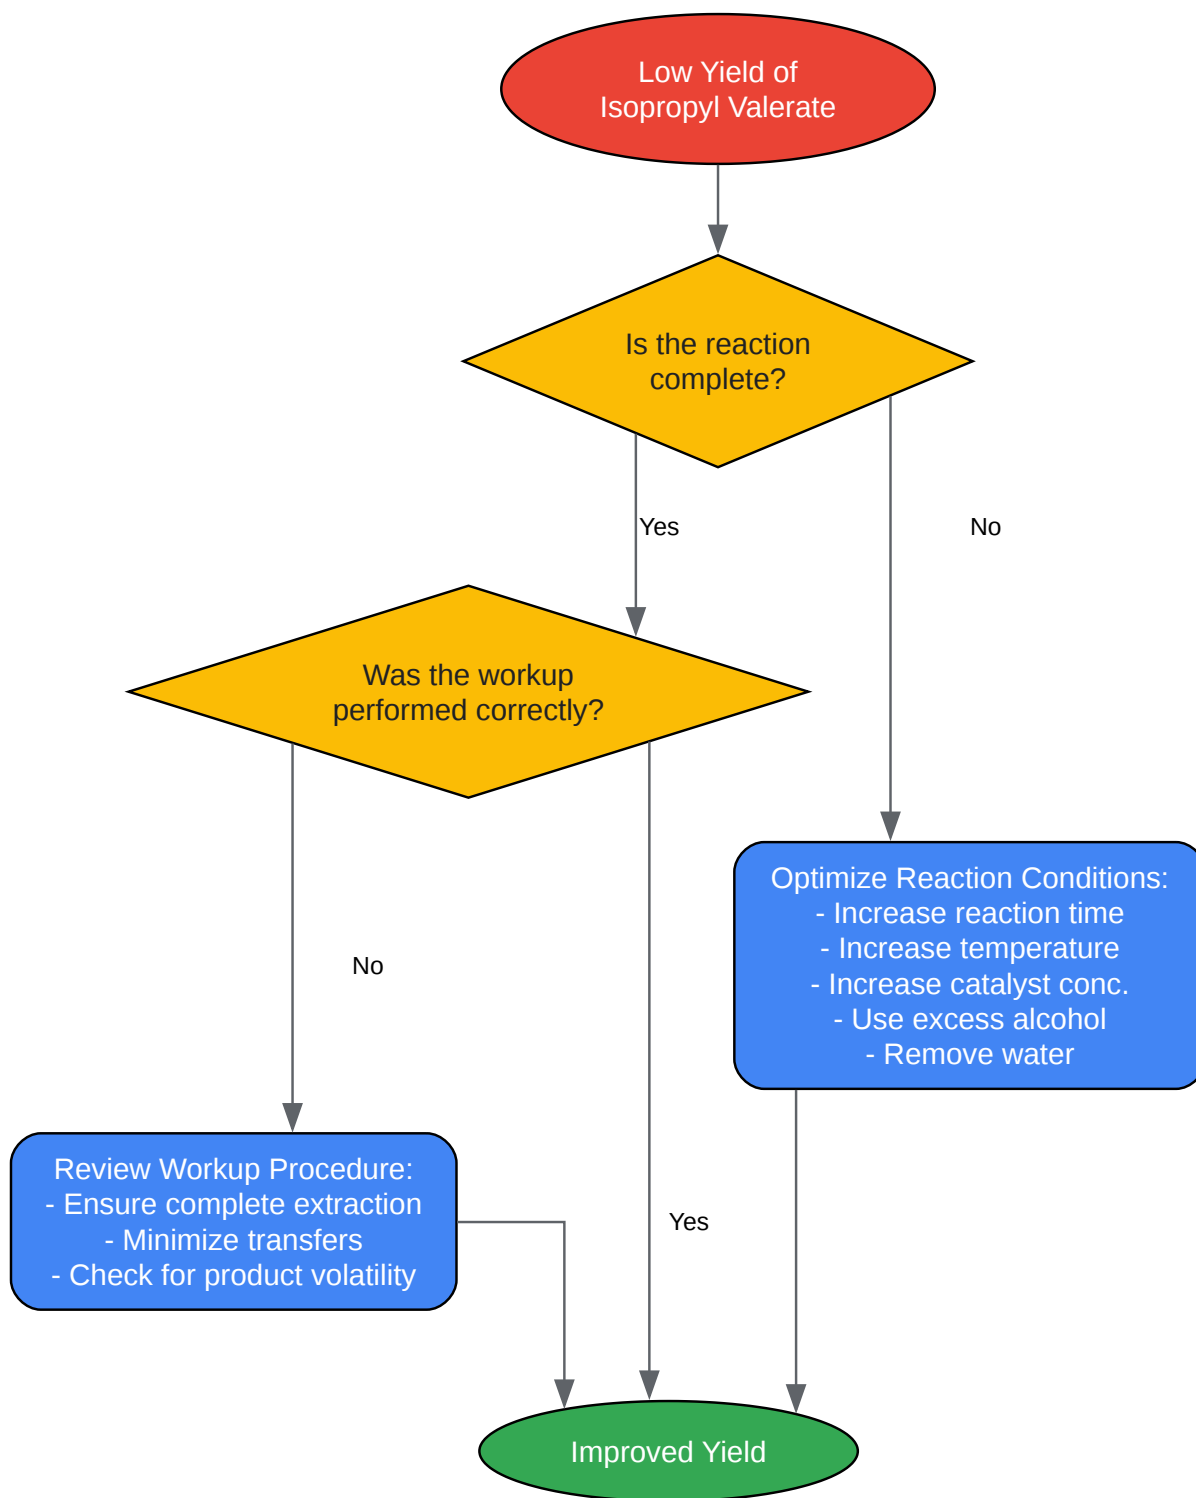 Low Yield of
Isopropyl Valerate
Is the reaction
complete?
Yes
No
Was the workup
performed correctly?
Optimize Reaction Conditions:
- Increase reaction time
- Increase temperature
- Increase catalyst conc.
- Use excess alcohol
- Remove water
No
Review Workup Procedure:
- Ensure complete extraction
- Minimize transfers
- Check for product volatility
Yes
Improved Yield